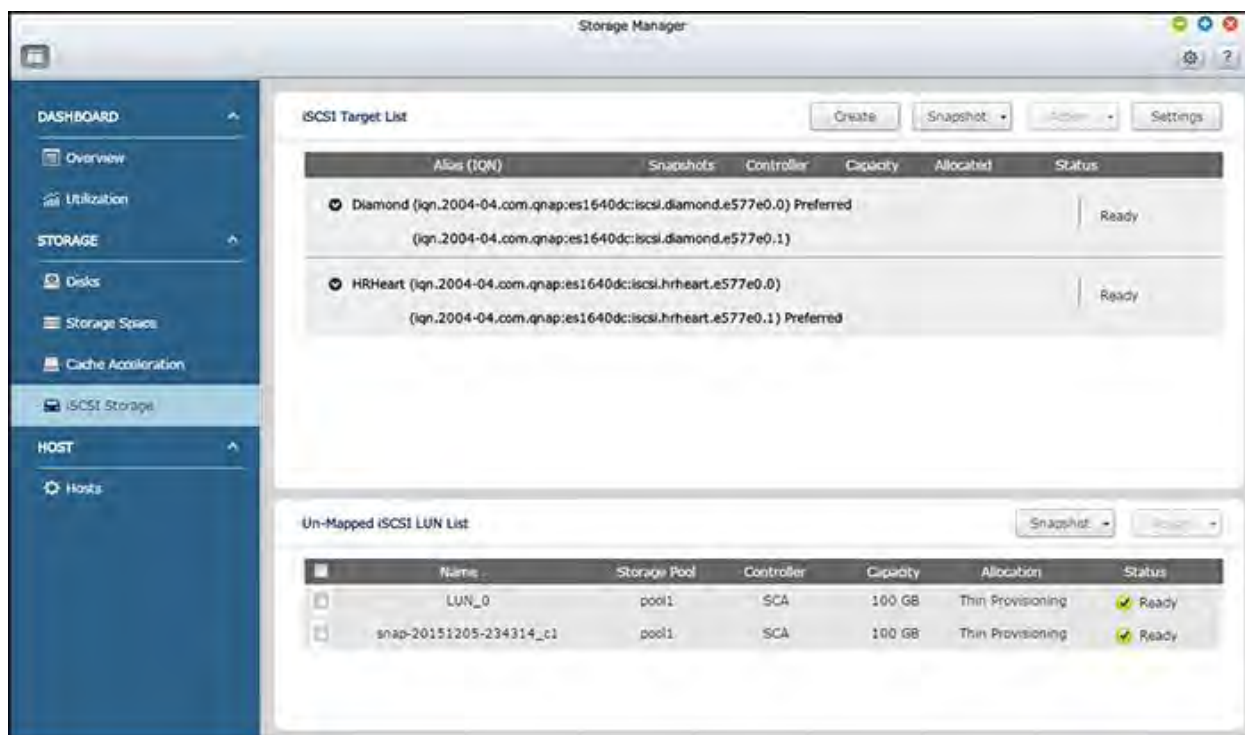 Storage Manager
?
DASHBOARD
Overview
Utilization
STORAGE
Disks
Storage Space
Cache Acceleration
iSCSI Storage
HOST
Hosts
iSCSI Target List
Create
Snapshot
Action
Settings
Alias (IQN) Snapshots Controller Capacity Allocated Status
Diamond (iqn.2004-04.com.qnap:es1640dc:iscsi.diamond.e577e0.0) Preferred
(iqn.2004-04.com.qnap:es1640dc:iscsi.diamond.e577e0.1)
Ready
HRHeart (iqn.2004-04.com.qnap:es1640dc:iscsi.hrheart.e577e0.0)
(iqn.2004-04.com.qnap:es1640dc:iscsi.hrheart.e577e0.1) Preferred
Ready
Un-Mapped iSCSI LUN List
Snapshot
Name Storage Pool Controller Capacity Allocation Status
LUN_0 pool1 SCA 100 GB Thin Provisioning Ready
snap-20151205-234314_c1 pool1 SCA 100 GB Thin Provisioning Ready